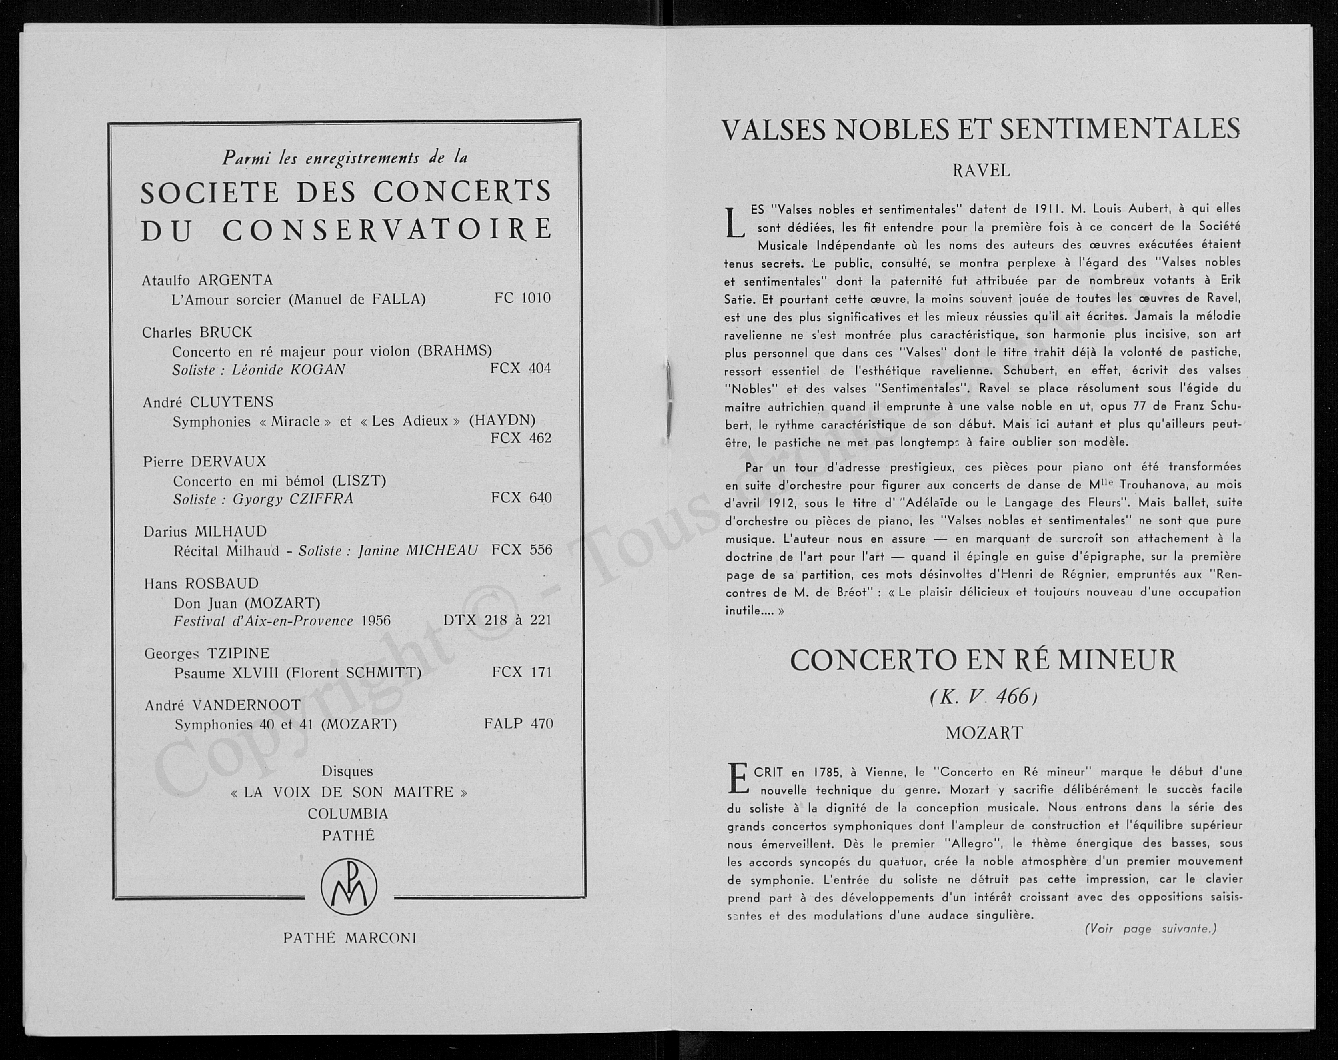 Parmi les enregistrements de la
SOCIETE DES CONCERTS
DU CONSERVATOIRE
Ataulfo ARGENTA
L'Amour sorcier (Manuel de FALLA) FC 1010
Charles BRUCK
Concerto en ré majeur pour violon (BRAHMS)
Soliste : Léonide KOGAN FCX 404
André CLUYTENS
Symphonies « Miracle » et « Les Adieux » (HAYDN)
FCX 462
Pierre DERVAUX
Concerto en mi bémol (LISZT)
Soliste : Gyorgy CZIFFRA FCX 640
Darius MILHAUD
Récital Milhaud - Soliste : Janine MICHEAU FCX 556
Hans ROSBAUD
Don Juan (MOZART)
Festival d'Aix-en-Provence 1956 DTX 218 à 221
Georges TZIPINE
Psaume XLVIII (Florent SCHMITT) FCX 171
André VANDERNOOT
Symphonies 40 et 41 (MOZART) FALP 470
Disques
« LA VOIX DE SON MAITRE »
COLUMBIA
PATHÉ
PM
PATHÉ MARCONI
VALSES NOBLES ET SENTIMENTALES
RAVEL
LES "Valses nobles et sentimentales" datent de 1911. M. Louis Aubert, à qui elles
sont dédiées, les fit entendre pour la première fois à ce concert de la Société
Musicale Indépendante où les noms des auteurs des œuvres exécutées étaient
tenus secrets. Le public, consulté, se montra perplexe à l'égard des "Valses nobles
et sentimentales" dont la paternité fut attribuée par de nombreux votants à Erik
Satie. Et pourtant cette œuvre, la moins souvent jouée de toutes les œuvres de Ravel,
est une des plus significatives et les mieux réussies qu'il ait écrites. Jamais la mélodie
ravelienne ne s'est montrée plus caractéristique, son harmonie plus incisive, son art
plus personnel que dans ces "Valses" dont le titre trahit déjà la volonté de pastiche,
ressort essentiel de l'esthétique ravelienne. Schubert, en effet, écrivit des valses
"Nobles" et des valses "Sentimentales". Ravel se place résolument sous l'égide du
maître autrichien quand il emprunte à une valse noble en ut, opus 77 de Franz Schu-
bert, le rythme caractéristique de son début. Mais ici autant et plus qu'ailleurs peut-
être, le pastiche ne met pas longtemps à faire oublier son modèle.
Par un tour d'adresse prestigieux, ces pièces pour piano ont été transformées
en suite d'orchestre pour figurer aux concerts de danse de Mlle Trouhanova, au mois
d'avril 1912, sous le titre d' "Adélaïde ou le Langage des Fleurs". Mais ballet, suite
d'orchestre ou pièces de piano, les "Valses nobles et sentimentales" ne sont que pure
musique. L'auteur nous en assure — en marquant de surcroît son attachement à la
doctrine de l'art pour l'art — quand il épingle en guise d'épigraphe, sur la première
page de sa partition, ces mots désinvoltes d'Henri de Régnier, empruntés aux "Ren-
contres de M. de Bréot" : « Le plaisir délicieux et toujours nouveau d'une occupation
inutile.... »
CONCERTO EN RÉ MINEUR
(K. V. 466)
MOZART
ECRIT en 1785, à Vienne, le "Concerto en Ré mineur" marque le début d'une
nouvelle technique du genre. Mozart y sacrifie délibérément le succès facile
du soliste à la dignité de la conception musicale. Nous entrons dans la série des
grands concertos symphoniques dont l'ampleur de construction et l'équilibre supérieur
nous émerveillent. Dès le premier "Allegro", le thème énergique des basses, sous
les accords syncopés du quatuor, crée la noble atmosphère d'un premier mouvement
de symphonie. L'entrée du soliste ne détruit pas cette impression, car le clavier
prend part à des développements d'un intérêt croissant avec des oppositions saisis-
santes et des modulations d'une audace singulière.
(Voir page suivante.)
Copyright © - Tous droits réservés